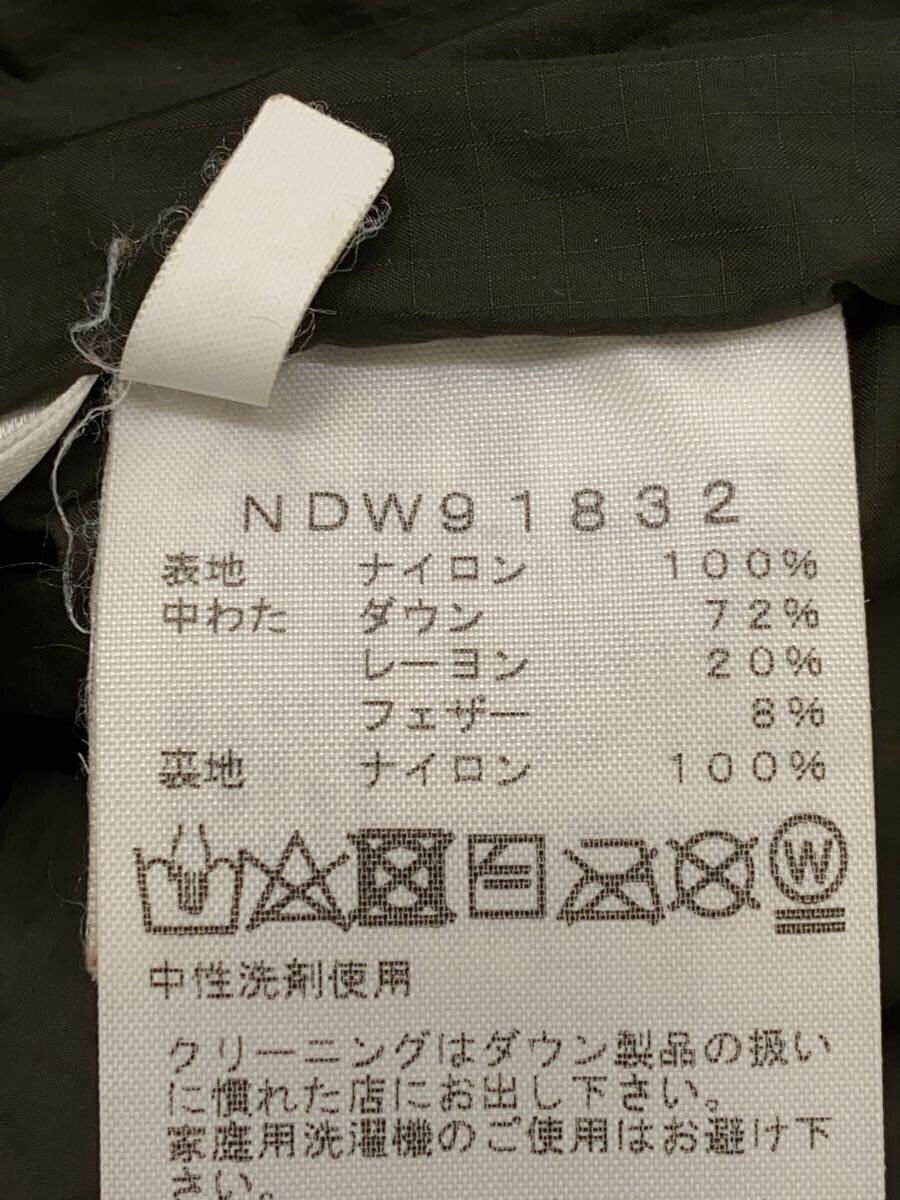 NDW91832
表地 ナイロン 100%
中わた ダウン 72%
レーヨン 20%
フェザー 8%
裏地 ナイロン 100%
W
中性洗剤使用
クリーニングはダウン製品の扱い
に慣れた店にお出し下さい。
家庭用洗濯機のご使用はお避け下
さい。